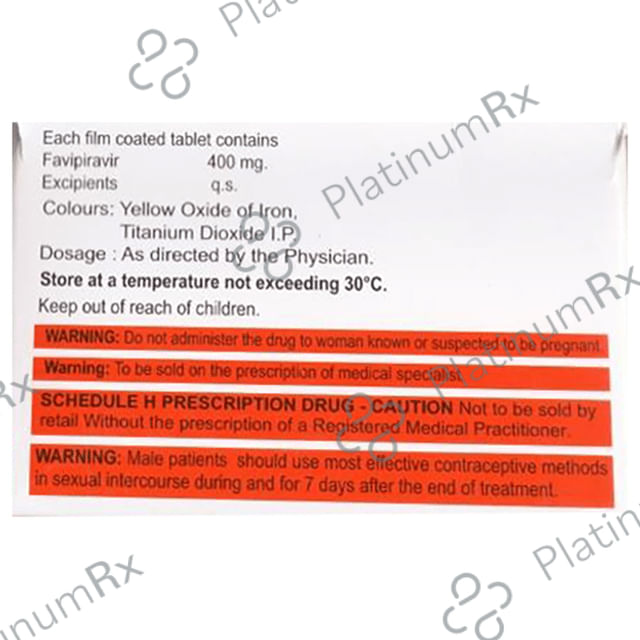 Platinum
PlatinumRx
Each film coated tablet contains
Favipiravir 400 mg.
Excipients q.s.
Colours: Yellow Oxide of Iron,
Titanium Dioxide I.P.
Dosage : As directed by the Physician.
Store at a temperature not exceeding 30°C.
Keep out of reach of children.
WARNING: Do not administer the drug to woman known or suspected to be pregnant.
Warning: To be sold on the prescription of medical specialist.
SCHEDULE H PRESCRIPTION DRUG - CAUTION Not to be sold by
retail Without the prescription of a Registered Medical Practitioner.
WARNING: Male patients should use most effective contraceptive methods
in sexual intercourse during and for 7 days after the end of treatment.
PlatinumRx
Rx
tinumRx
Platinum